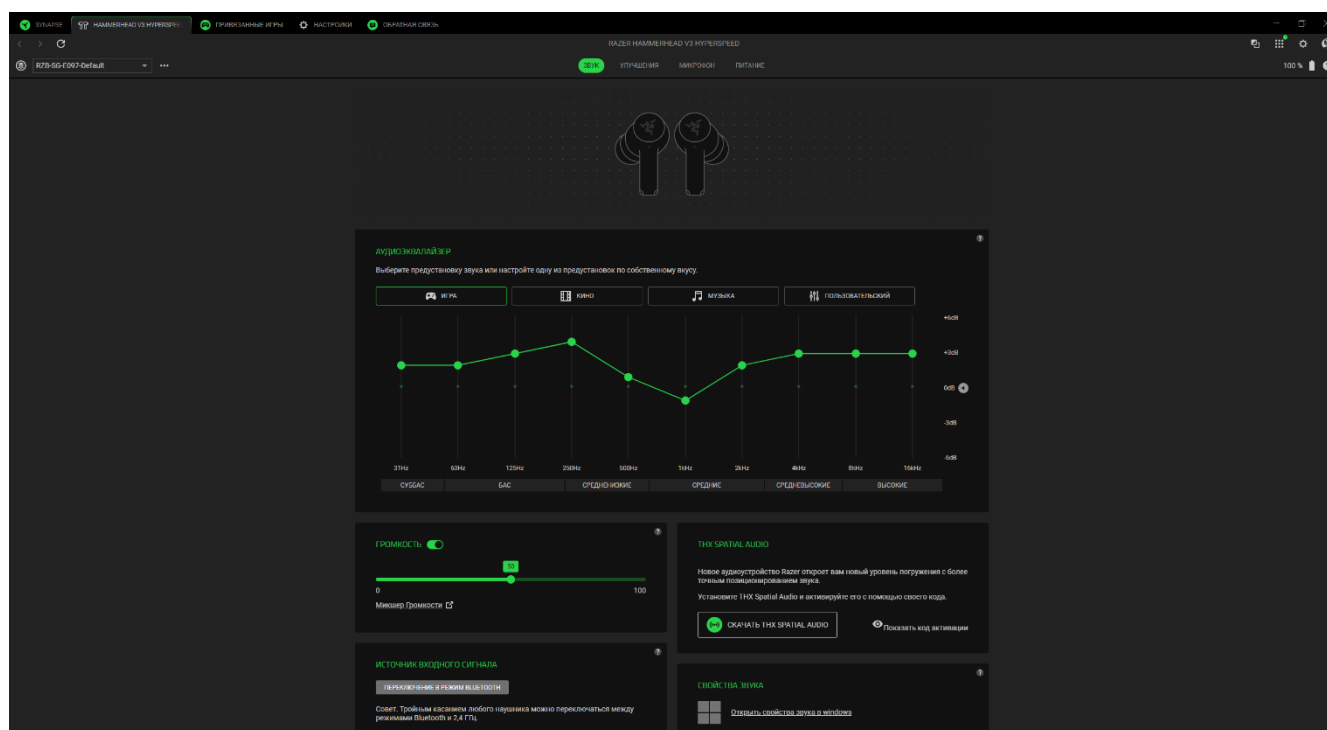 SYNAPSE HAMMERHEAD V3 HYPERSPEED ПРИВЯЗАННЫЕ ИГРЫ НАСТРОЙКИ ОБРАТНАЯ СВЯЗЬ
RAZER HAMMERHEAD V3 HYPERSPEED
RZB-SG-E097-Default ЗВУК УЛУЧШЕНИЯ МИКРОФОН ПИТАНИЕ 100 %
АУДИОЭКВАЛАЙЗЕР
Выберите предустановку звука или настройте одну из предустановок по собственному вкусу.
ИГРА КИНО МУЗЫКА ПОЛЬЗОВАТЕЛЬСКИЙ
+6dB
+3dB
0dB
-3dB
-6dB
31Hz 63Hz 125Hz 250Hz 500Hz 1kHz 2kHz 4kHz 8kHz 16kHz
СУББАС БАС СРЕДНЕНИЗКИЕ СРЕДНИЕ СРЕДНЕВЫСОКИЕ ВЫСОКИЕ
ГРОМКОСТЬ
50
0 100
Микшер Громкости
THX SPATIAL AUDIO
Новое аудиоустройство Razer откроет вам новый уровень погружения с более
точным позиционированием звука.
Установите THX Spatial Audio и активируйте его с помощью своего кода.
СКАЧАТЬ THX SPATIAL AUDIO Показать код активации
ИСТОЧНИК ВХОДНОГО СИГНАЛА
ПЕРЕКЛЮЧЕНИЕ В РЕЖИМ BLUETOOTH
Совет. Тройным касанием любого наушника можно переключаться между
режимами Bluetooth и 2,4 ГГц.
СВОЙСТВА ЗВУКА
Открыть свойства звука в windows